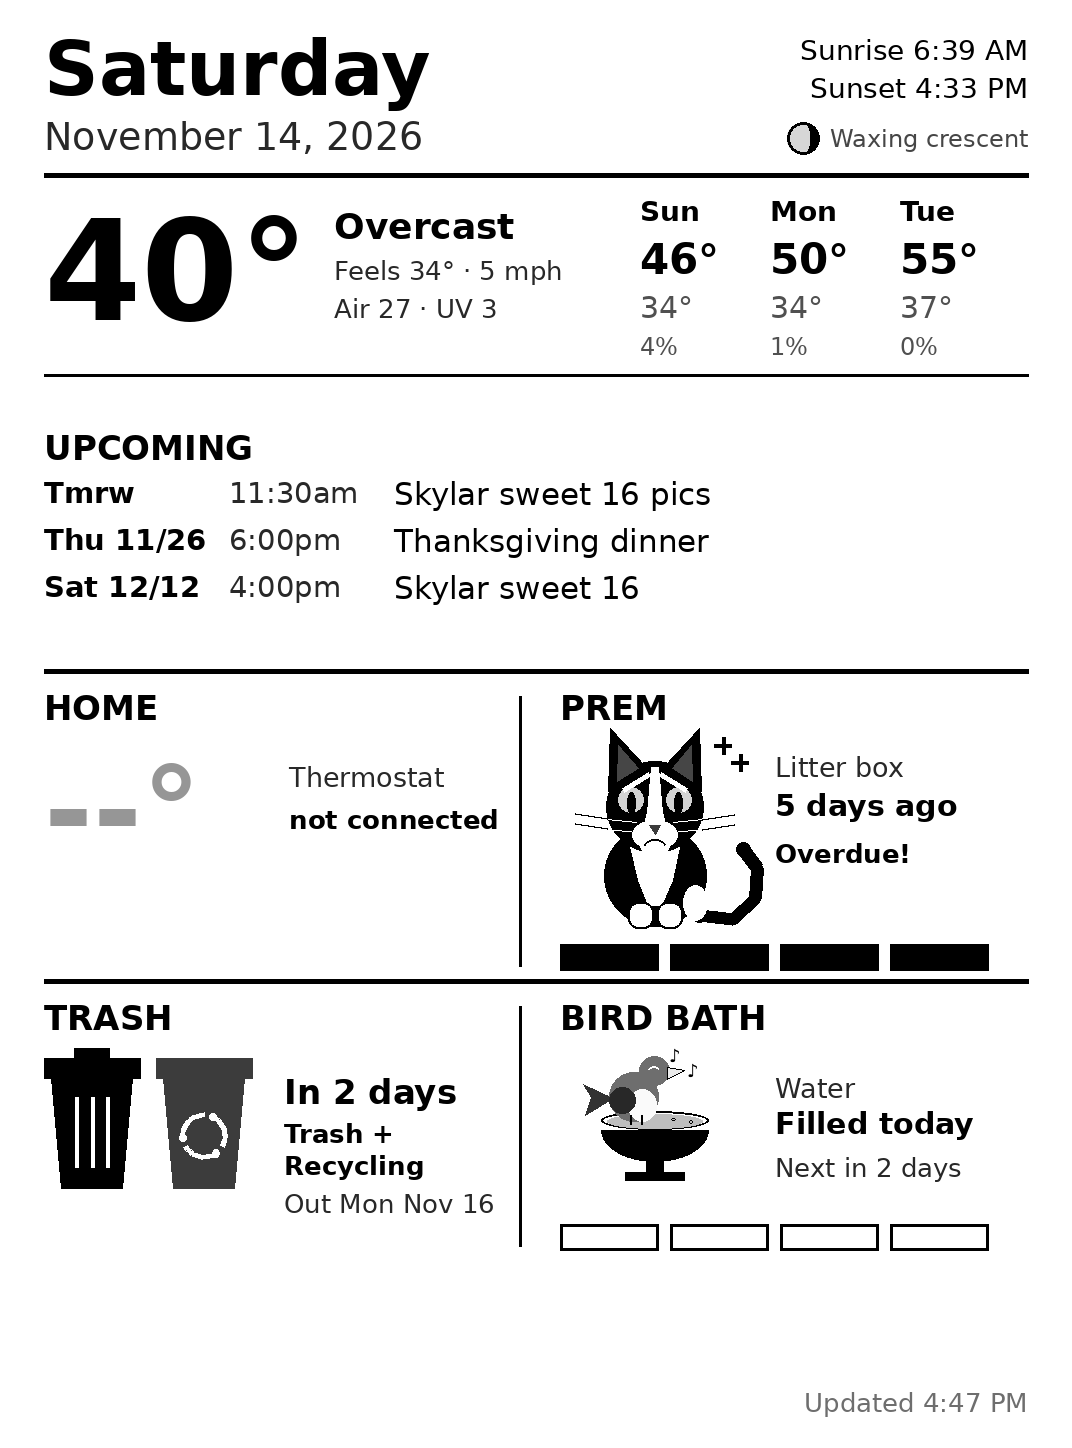 Saturday
November 14, 2026
Sunrise 6:39 AM
Sunset 4:33 PM
Waxing crescent
40°
Overcast
Feels 34° · 5 mph
Air 27 · UV 3
Sun Mon Tue
46° 50° 55°
34° 34° 37°
4% 1% 0%
UPCOMING
Tmrw 11:30am Skylar sweet 16 pics
Thu 11/26 6:00pm Thanksgiving dinner
Sat 12/12 4:00pm Skylar sweet 16
HOME
--°
Thermostat
not connected
PREM
Litter box
5 days ago
Overdue!
TRASH
In 2 days
Trash +
Recycling
Out Mon Nov 16
BIRD BATH
Water
Filled today
Next in 2 days
Updated 4:47 PM